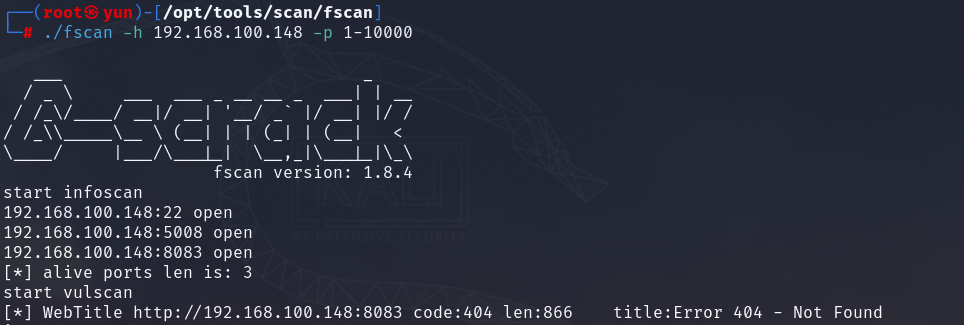 ┌──(root㉿yun)-[/opt/tools/scan/fscan]
└─# ./fscan -h 192.168.100.148 -p 1-10000
   ___                              _
  / _ \     ___  ___ _ __ __ _  ___| | __
 / /_\/____/ __|/ __| '__/ _` |/ __| |/ /
/ /_\\_____\__ \ (__| | | (_| | (__|   <
\____/     |___/\___|_|  \__,_|\___|_|\_\
                     fscan version: 1.8.4
start infoscan
192.168.100.148:22 open
192.168.100.148:5008 open
192.168.100.148:8083 open
[*] alive ports len is: 3
start vulscan
[*] WebTitle http://192.168.100.148:8083 code:404 len:866    title:Error 404 - Not Found
KALI
BY OFFENSIVE SECURITY